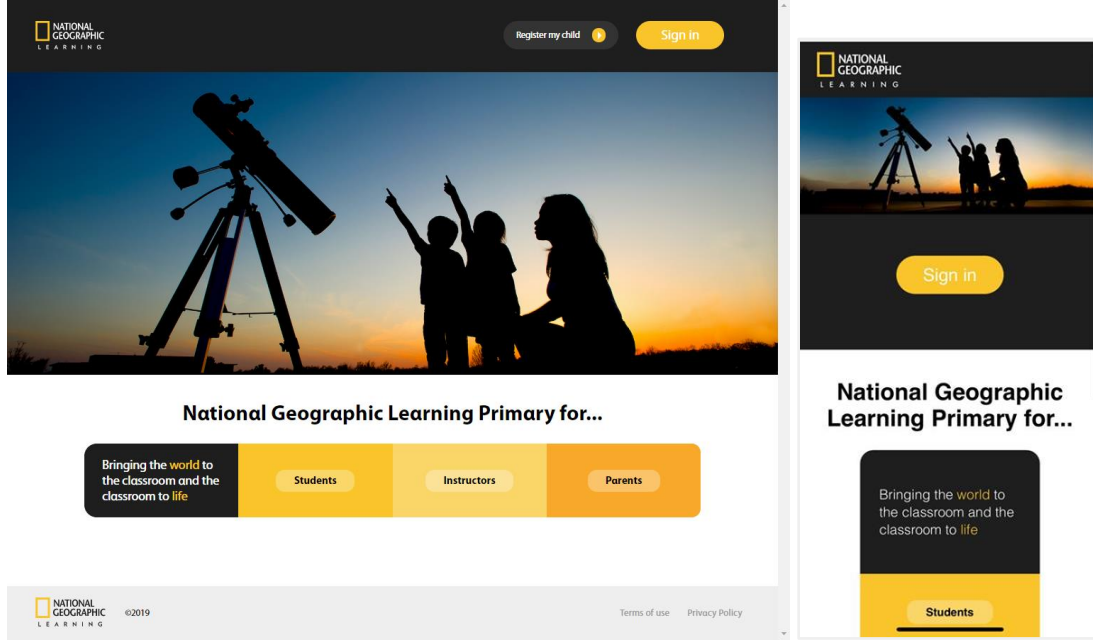 NATIONAL
GEOGRAPHIC
LEARNING
Register my child
Sign in
National Geographic Learning Primary for...
Bringing the world to
the classroom and the
classroom to life
Students
Instructors
Parents
NATIONAL
GEOGRAPHIC
LEARNING
©2019
Terms of use
Privacy Policy
NATIONAL
GEOGRAPHIC
LEARNING
Sign in
National Geographic
Learning Primary for...
Bringing the world to
the classroom and the
classroom to life
Students